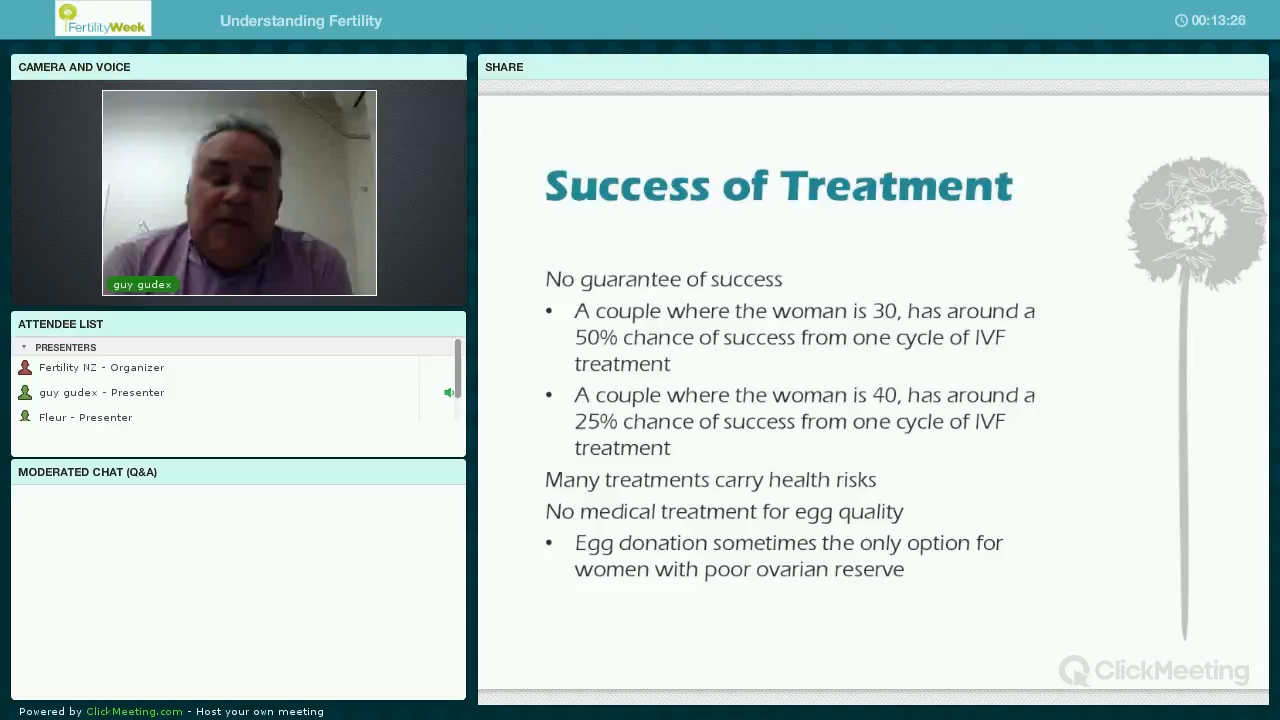 FertilityWeek
Understanding Fertility
00:13:26
CAMERA AND VOICE
guy gudex
ATTENDEE LIST
PRESENTERS
Fertility NZ - Organizer
guy gudex - Presenter
Fleur - Presenter
MODERATED CHAT (Q&A)
SHARE
Success of Treatment
No guarantee of success
• A couple where the woman is 30, has around a
50% chance of success from one cycle of IVF
treatment
• A couple where the woman is 40, has around a
25% chance of success from one cycle of IVF
treatment
Many treatments carry health risks
No medical treatment for egg quality
• Egg donation sometimes the only option for
women with poor ovarian reserve
ClickMeeting
Powered by ClickMeeting.com - Host your own meeting